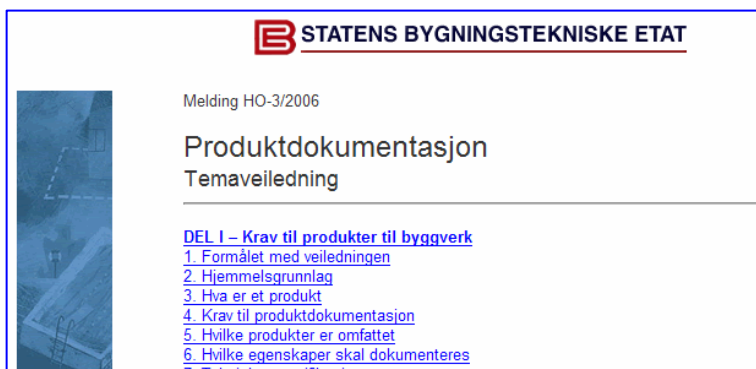 STATENS BYGNINGSTEKNISKE ETAT
Melding HO-3/2006
Produktdokumentasjon
Temaveiledning
DEL I – Krav til produkter til byggverk
1. Formålet med veiledningen
2. Hjemmelsgrunnlag
3. Hva er et produkt
4. Krav til produktdokumentasjon
5. Hvilke produkter er omfattet
6. Hvilke egenskaper skal dokumenteres